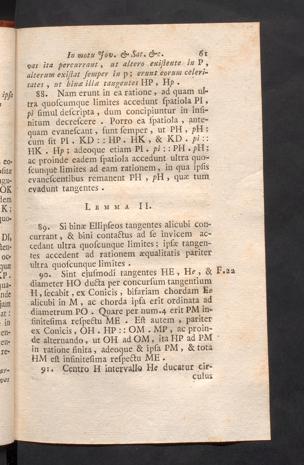 In motu Jov. & Sat. &c. 61
vas ita percurrant, ut altero existente in P,
alterum existat semper in p; erunt eorum celeri-
tates, ut binæ illæ tangentes HP, Hp.
88. Nam erunt in ea ratione, ad quam ul-
tra quoscumque limites accedunt spatiola PI,
pi simul descripta, dum concipiuntur in infi-
nitum decrescere. Porro ea spatiola, ante-
quam evanescant, sunt semper, ut PH, pH;
cum sit PI. KD :: HP. HK, & KD. pi ::
HK. Hp; adeoque etiam PI. pi :: PH. pH;
ac proinde eadem spatiola accedunt ultra quo-
scunque limites ad eam rationem, in qua ipsis
evanescentibus remanent PH, pH, quæ tum
evadunt tangentes.
LEMMA II.
89. Si binæ Ellipseos tangentes alicubi con-
currant, & bini contactus ad se invicem ac-
cedant ultra quoscunque limites; ipsæ tangen-
tes accedent ad rationem æqualitatis pariter
ultra quoscunque limites.
90. Sint ejusmodi tangentes HE, He, & F.22
diameter HO ducta per concursum tangentium
H, secabit, ex Conicis, bifariam chordam Ee
alicubi in M, ac chorda ipsa erit ordinata ad
diametrum PO. Quare per num.4 erit PM in-
finitesima respectu ME. Est autem, pariter
ex Conicis, OH. HP :: OM. MP, ac proin-
de alternando, ut OH ad OM, ita HP ad PM
in ratione finita, adeoque & ipsa PM, & tota
HM est infinitesima respectu ME.
91. Centro H intervallo He ducatur cir-
culus